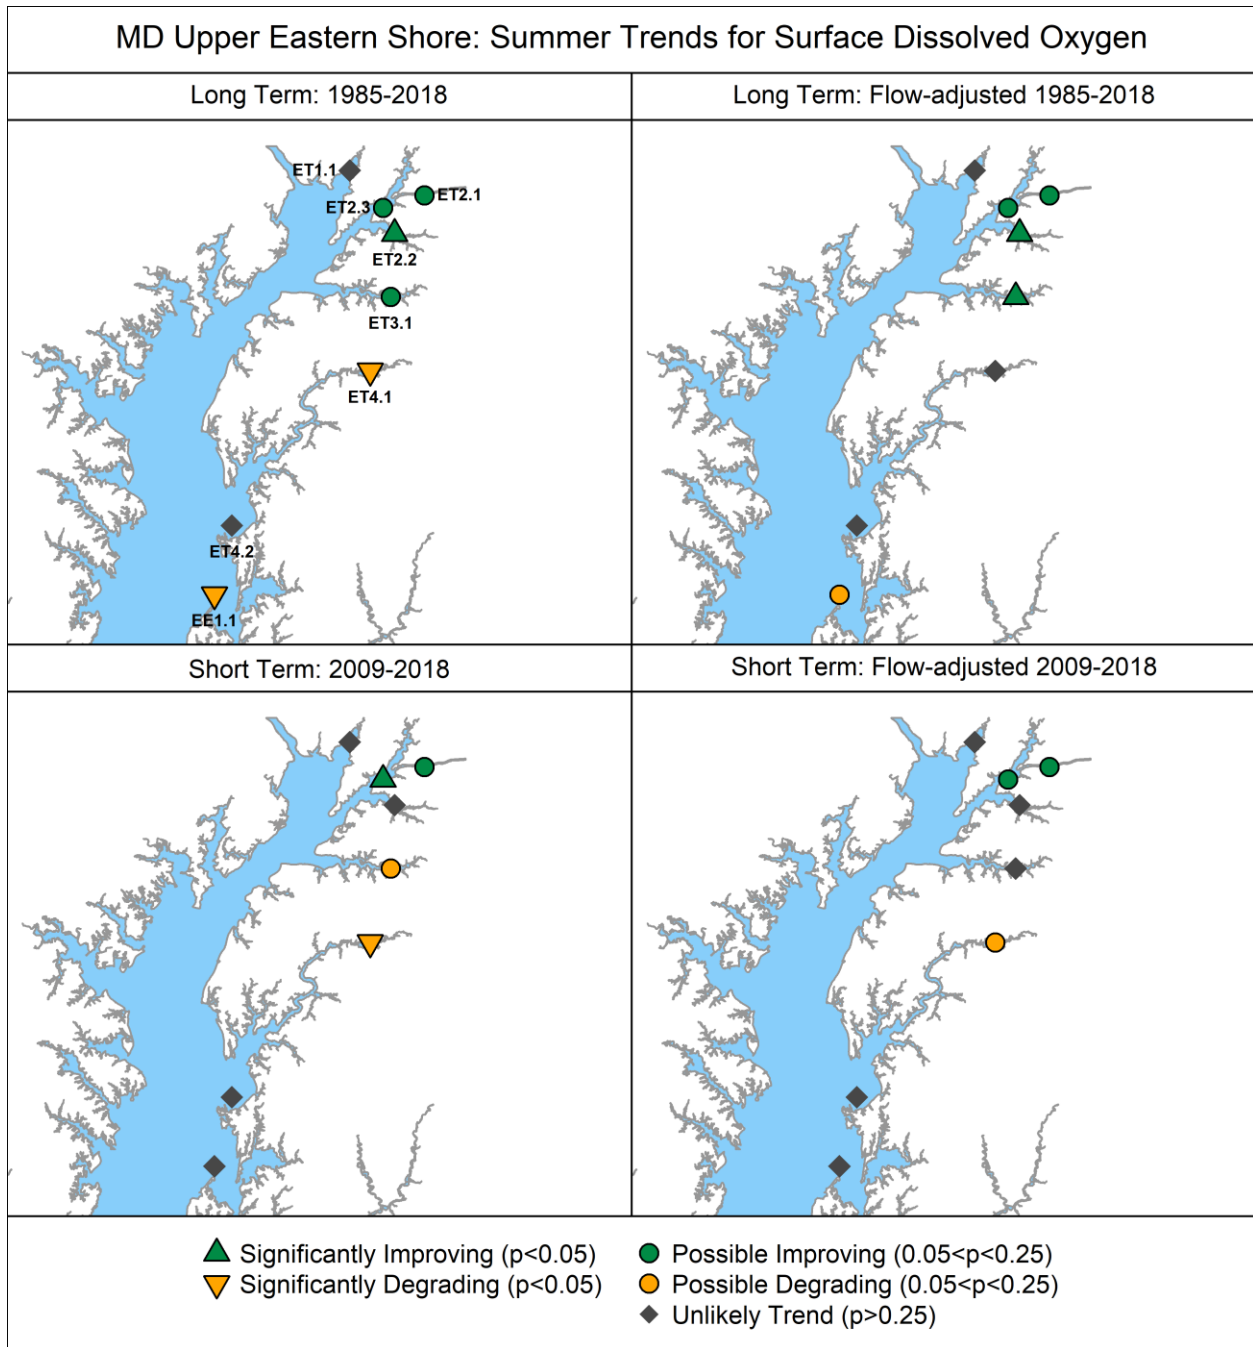 MD Upper Eastern Shore: Summer Trends for Surface Dissolved Oxygen
Long Term: 1985-2018
Long Term: Flow-adjusted 1985-2018
ET1.1
ET2.1
ET2.3
ET2.2
ET3.1
ET4.1
ET4.2
EE1.1
Short Term: 2009-2018
Short Term: Flow-adjusted 2009-2018
Significantly Improving (p<0.05)
Possible Improving (0.05<p<0.25)
Significantly Degrading (p<0.05)
Possible Degrading (0.05<p<0.25)
Unlikely Trend (p>0.25)